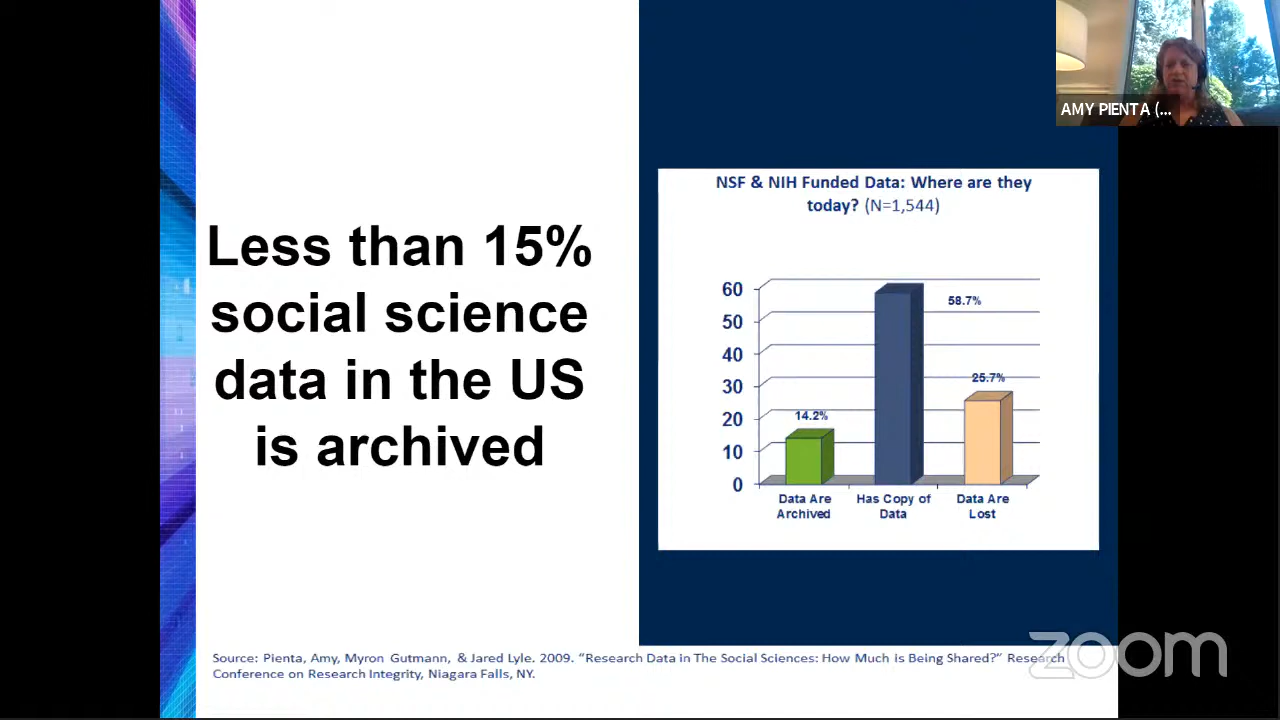 AMY PIENTA (...
Less than 15%
social science
data in the US
is archived
NSF & NIH Funded Data: Where are they
today? (N=1,544)
60
50
40
30
20
10
0
14.2%
58.7%
25.7%
Data Are
Archived
Has Copy of
Data
Data Are
Lost
Source: Pienta, Amy, Myron Gutmann, & Jared Lyle. 2009. “Research Data in The Social Sciences: How Much is Being Shared?” Research
Conference on Research Integrity, Niagara Falls, NY.
zoom